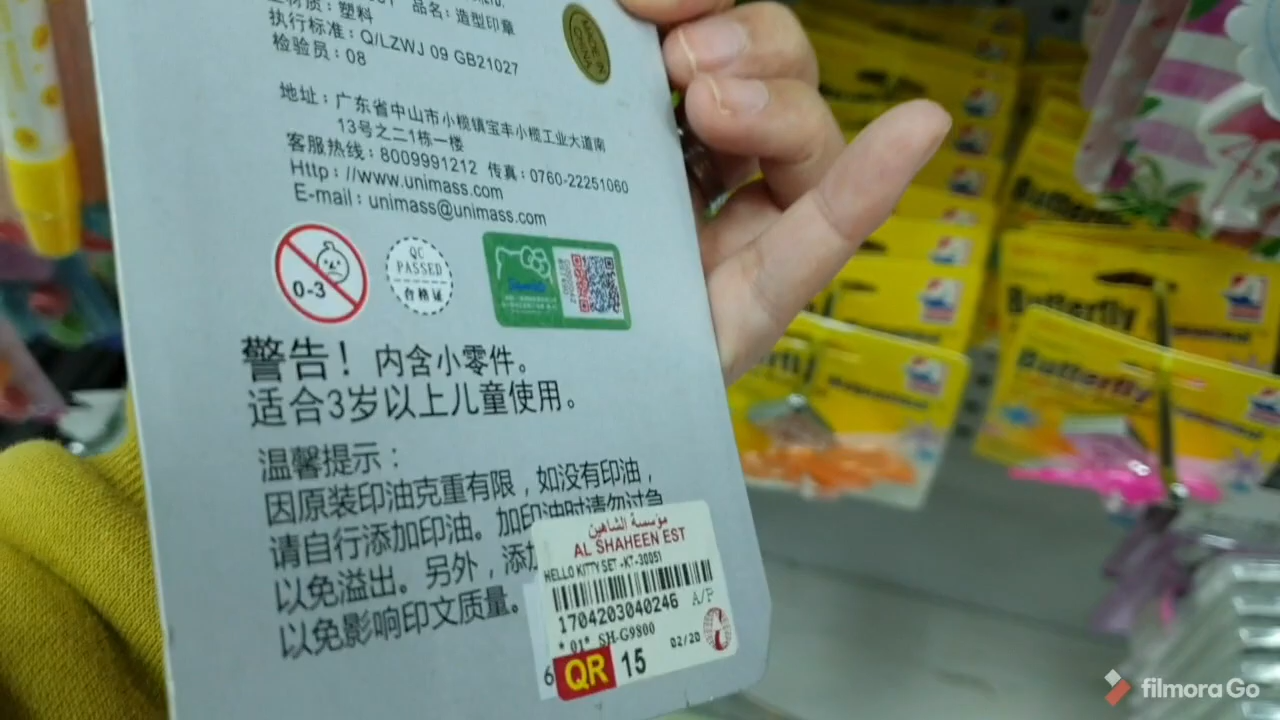 品名：造型印章
执行标准：Q/LZWJ 09 GB21027
检验员：08
地址：广东省中山市小榄镇宝丰小榄工业大道南
13号之二1栋一楼
客服热线：8009991212 传真：0760-22251060
Http：//www.unimass.com
E-mail：unimass@unimass.com
0-3
QC
PASSED
合格证
警告！内含小零件。
适合3岁以上儿童使用。
温馨提示：
因原装印油克重有限，如没有印油，
请自行添加印油。加印油时请勿过急
以免溢出。另外，添加
以免影响印文质量。
مؤسسة الشاهين
AL SHAHEEN EST
HELLO KITTY SET -KT-30051
1704203040246 A/P
*01* SH-G9800 02/20
6 QR 15
Butterfly
Butterfly
filmora Go